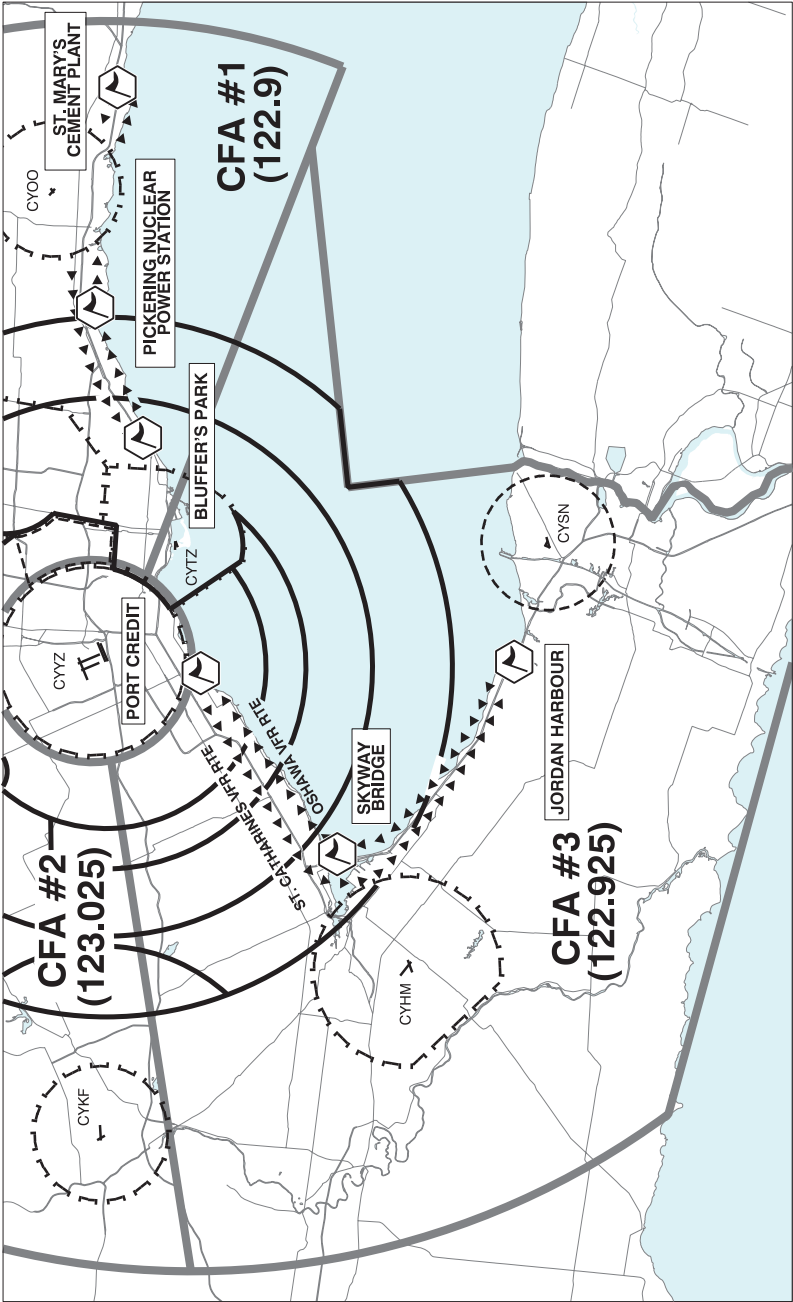 ST. MARY'S
CEMENT PLANT
CFA #1
(122.9)
CYOO
PICKERING NUCLEAR
POWER STATION
BLUFFER'S PARK
CYTZ
CYSN
CYYZ
PORT CREDIT
JORDAN HARBOUR
OSHAWA VFR RTE
ST. CATHARINES VFR RTE
SKYWAY
BRIDGE
CFA #2
(123.025)
CFA #3
(122.925)
CYHM
CYKF